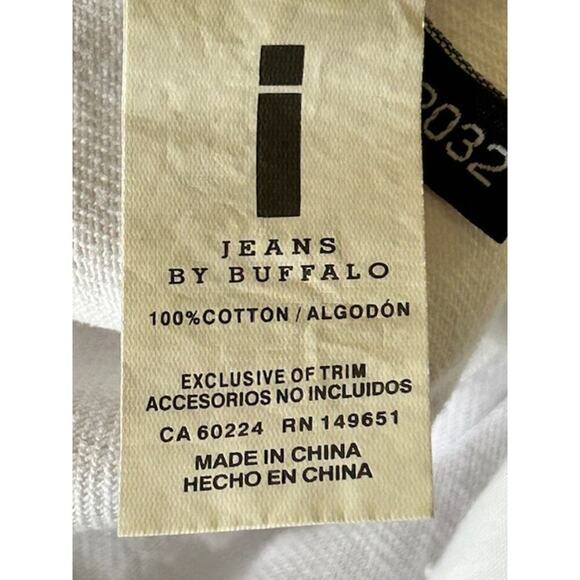 i
JEANS
BY BUFFALO
100%COTTON / ALGODÓN
EXCLUSIVE OF TRIM
ACCESORIOS NO INCLUIDOS
CA 60224 RN 149651
MADE IN CHINA
HECHO EN CHINA
2032